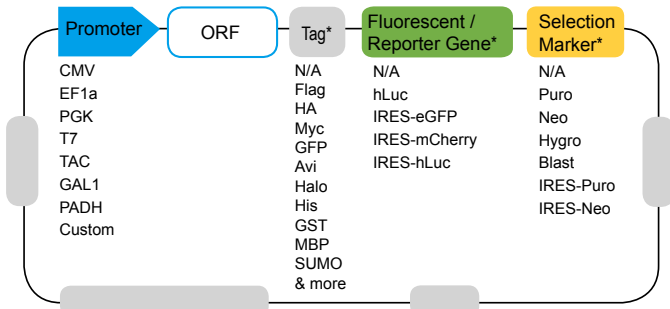 Promoter
ORF
Tag*
Fluorescent /
Reporter Gene*
Selection
Marker*
CMV
EF1a
PGK
T7
TAC
GAL1
PADH
Custom
N/A
Flag
HA
Myc
GFP
Avi
Halo
His
GST
MBP
SUMO
& more
N/A
hLuc
IRES-eGFP
IRES-mCherry
IRES-hLuc
N/A
Puro
Neo
Hygro
Blast
IRES-Puro
IRES-Neo